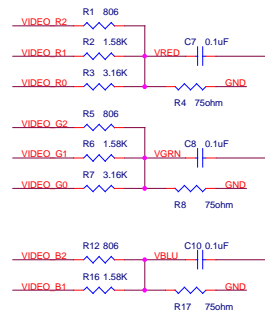 R1 806
VIDEO_R2
R2 1.58K C7 0.1uF
VIDEO_R1 VRED
R3 3.16K
VIDEO_R0 GND
R4 75ohm
VIDEO_G2
R5 806
R6 1.58K C8 0.1uF
VIDEO_G1 VGRN
R7 3.16K
VIDEO_G0 GND
R8 75ohm
R12 806 C10 0.1uF
VIDEO_B2 VBLU
R16 1.58K
VIDEO_B1 GND
R17 75ohm